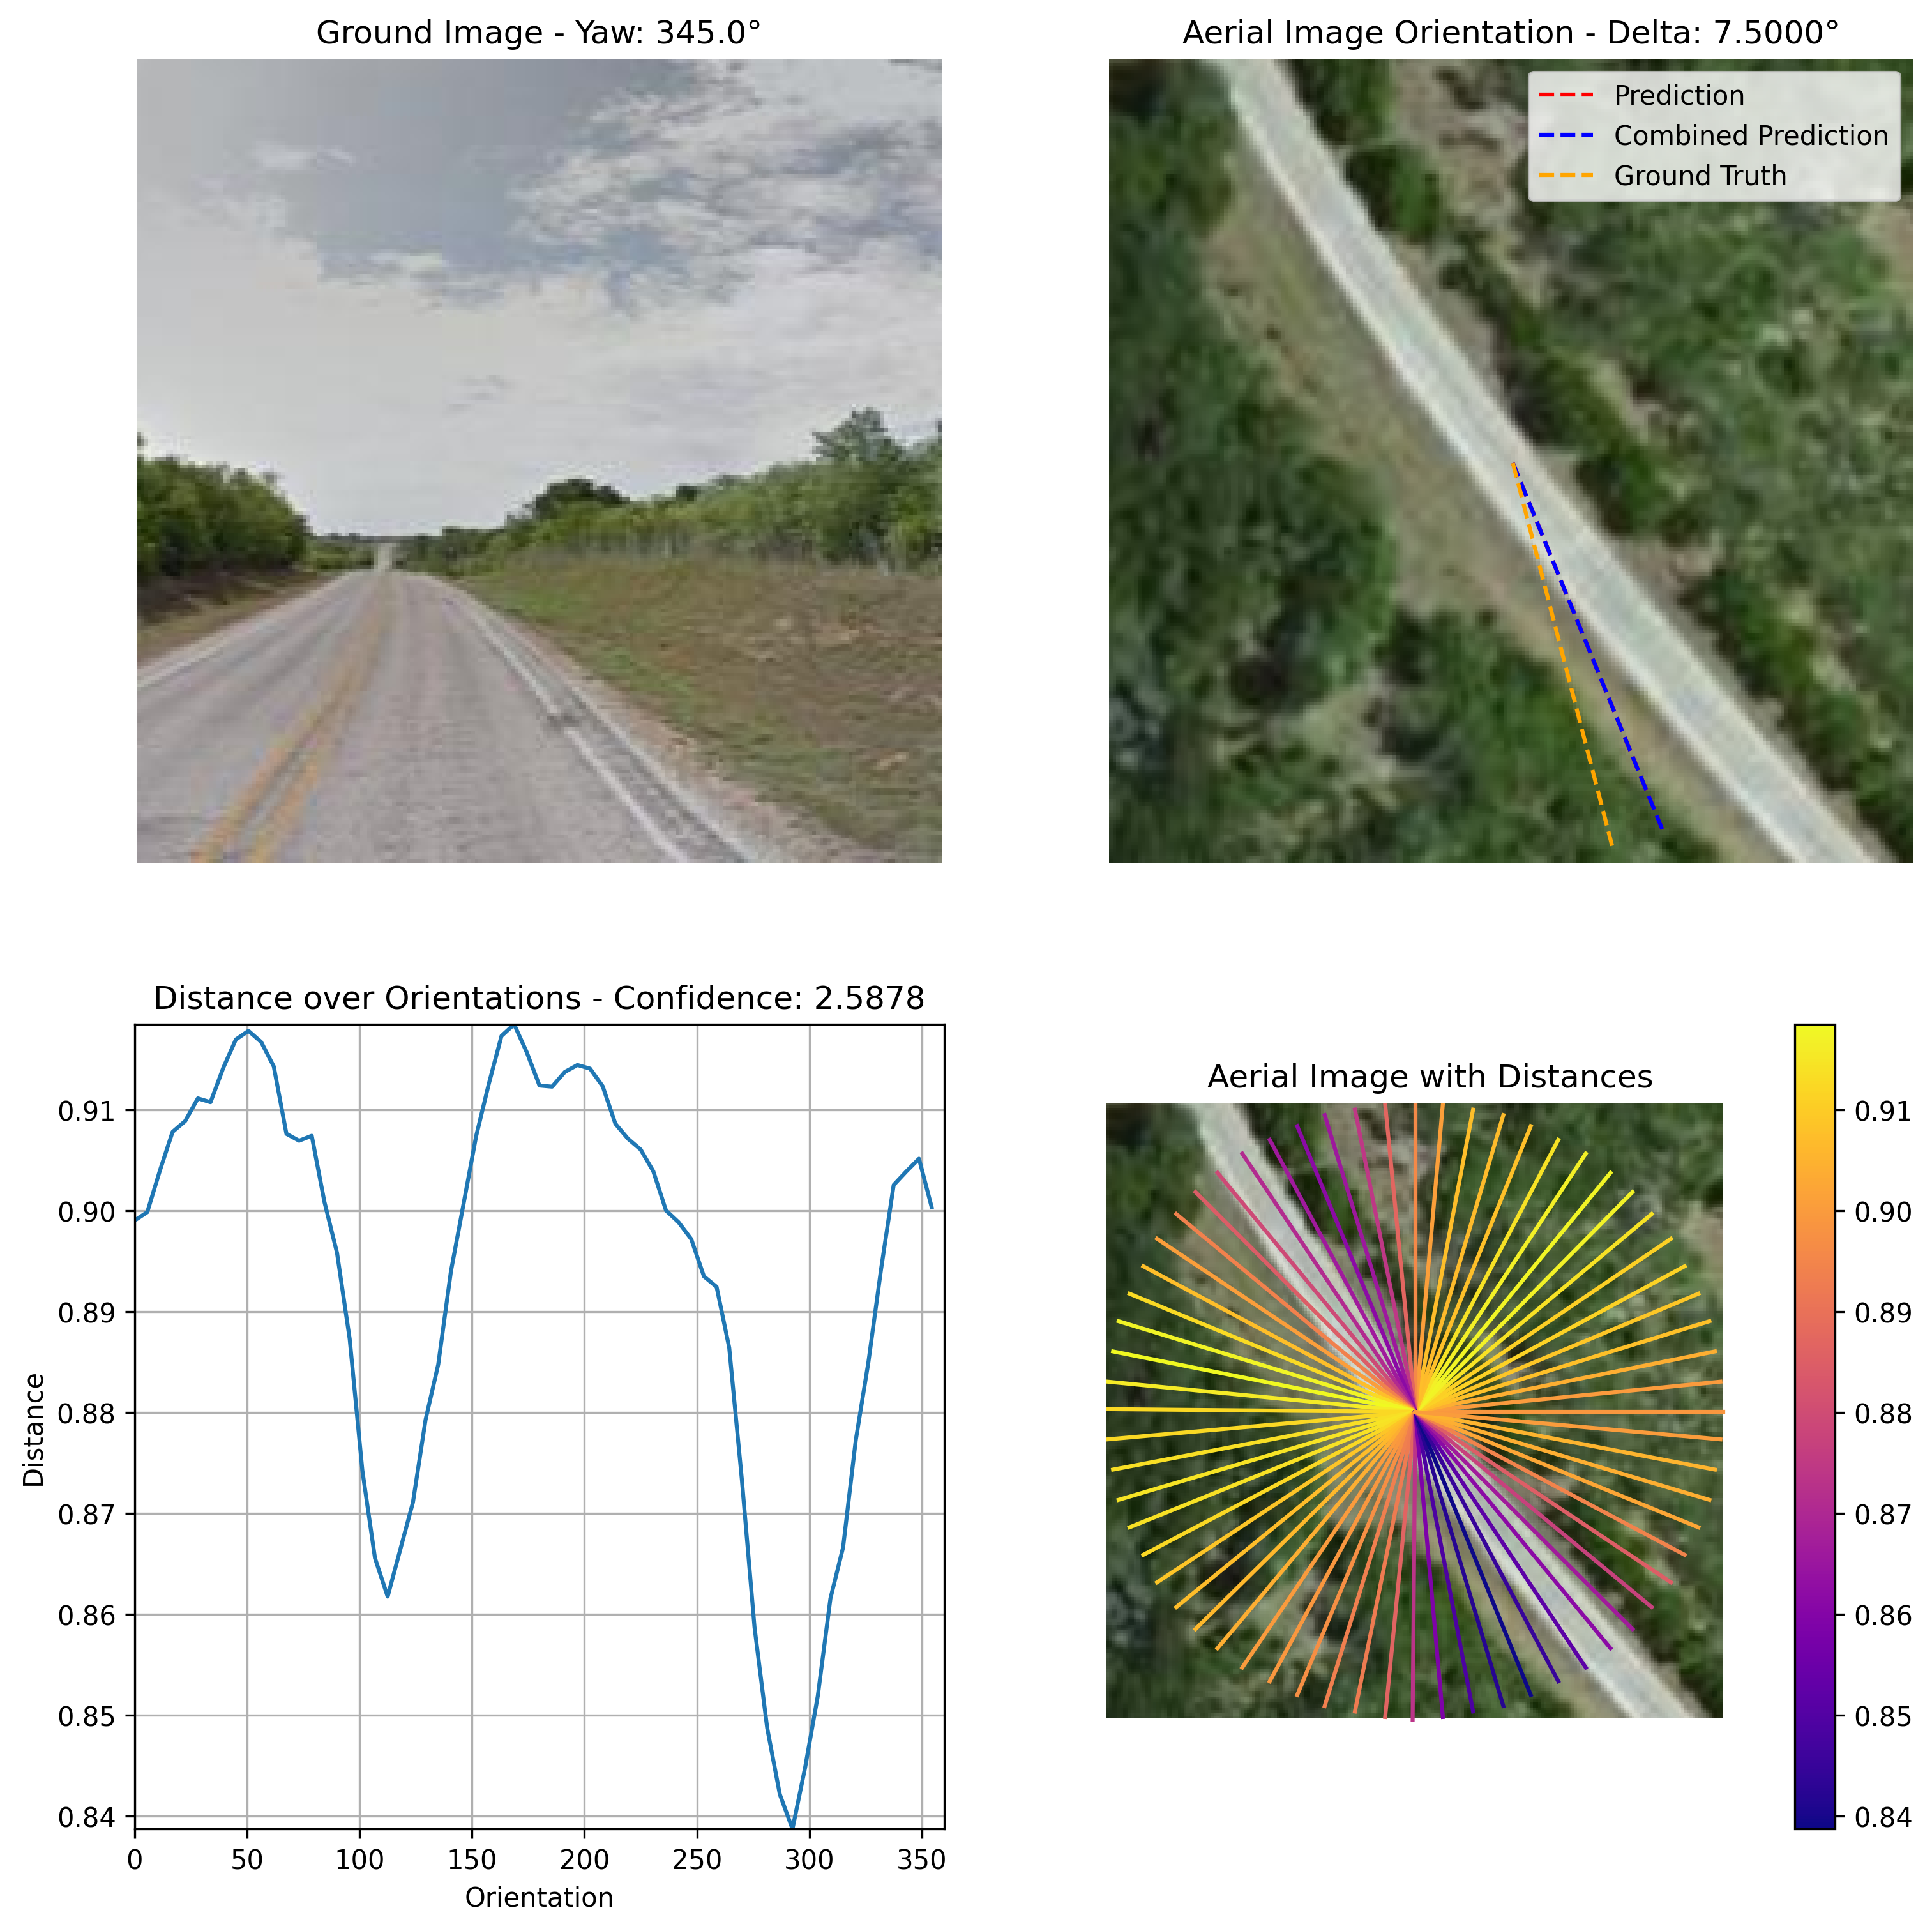 Ground Image - Yaw: 345.0°
Aerial Image Orientation - Delta: 7.5000°
Prediction
Combined Prediction
Ground Truth
Distance over Orientations - Confidence: 2.5878
0.91
0.90
0.89
0.88
0.87
0.86
0.85
0.84
Distance
0 50 100 150 200 250 300 350
Orientation
Aerial Image with Distances
0.91
0.90
0.89
0.88
0.87
0.86
0.85
0.84